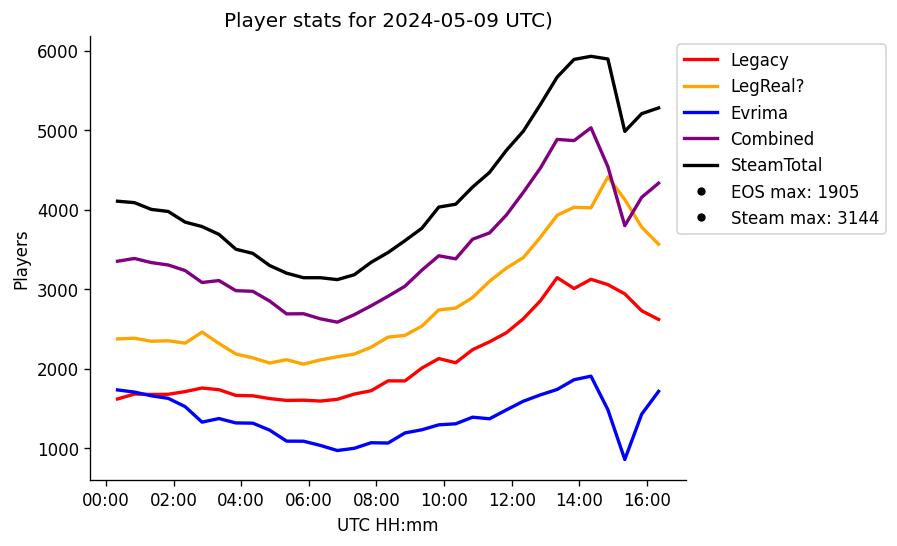 Player stats for 2024-05-09 UTC)
6000
5000
4000
3000
2000
1000
Players
00:00 02:00 04:00 06:00 08:00 10:00 12:00 14:00 16:00
UTC HH:mm
Legacy
LegReal?
Evrima
Combined
SteamTotal
EOS max: 1905
Steam max: 3144